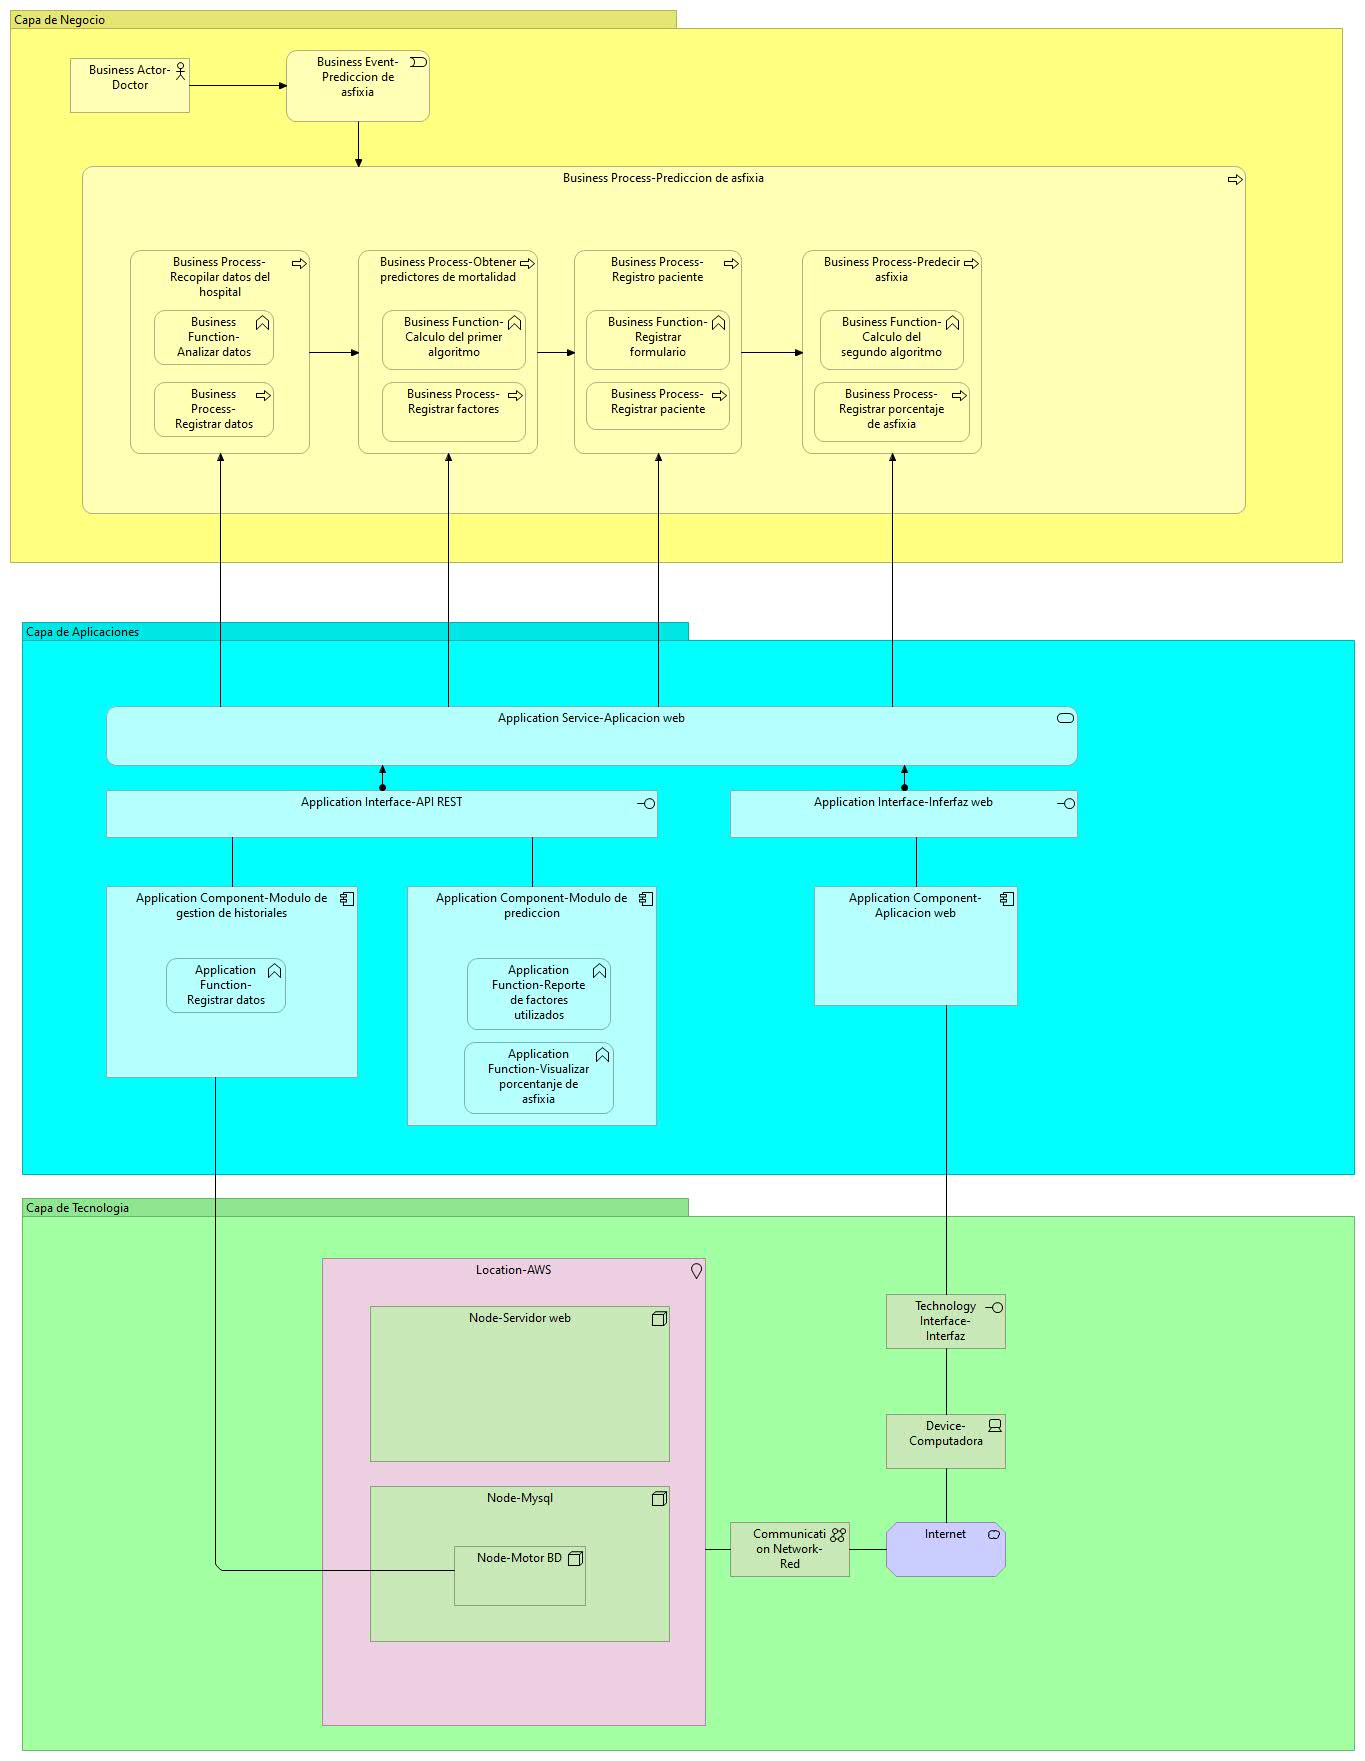 Capa de Negocio
Business Actor-
Doctor
Business Event-
Prediccion de
asfixia
Business Process-Prediccion de asfixia
Business Process-
Recopilar datos del
hospital
Business
Function-
Analizar datos
Business
Process-
Registrar datos
Business Process-Obtener
predictores de mortalidad
Business Function-
Calculo del primer
algoritmo
Business Process-
Registrar factores
Business Process-
Registro paciente
Business Function-
Registrar
formulario
Business Process-
Registrar paciente
Business Process-Predecir
asfixia
Business Function-
Calculo del
segundo algoritmo
Business Process-
Registrar porcentaje
de asfixia
Capa de Aplicaciones
Application Service-Aplicacion web
Application Interface-API REST
Application Interface-Inferfaz web
Application Component-Modulo de
gestion de historiales
Application
Function-
Registrar datos
Application Component-Modulo de
prediccion
Application
Function-Reporte
de factores
utilizados
Application
Function-Visualizar
porcentanje de
asfixia
Application Component-
Aplicacion web
Capa de Tecnologia
Location-AWS
Node-Servidor web
Node-Mysql
Node-Motor BD
Technology
Interface-
Interfaz
Device-
Computadora
Communicati
on Network-
Red
Internet